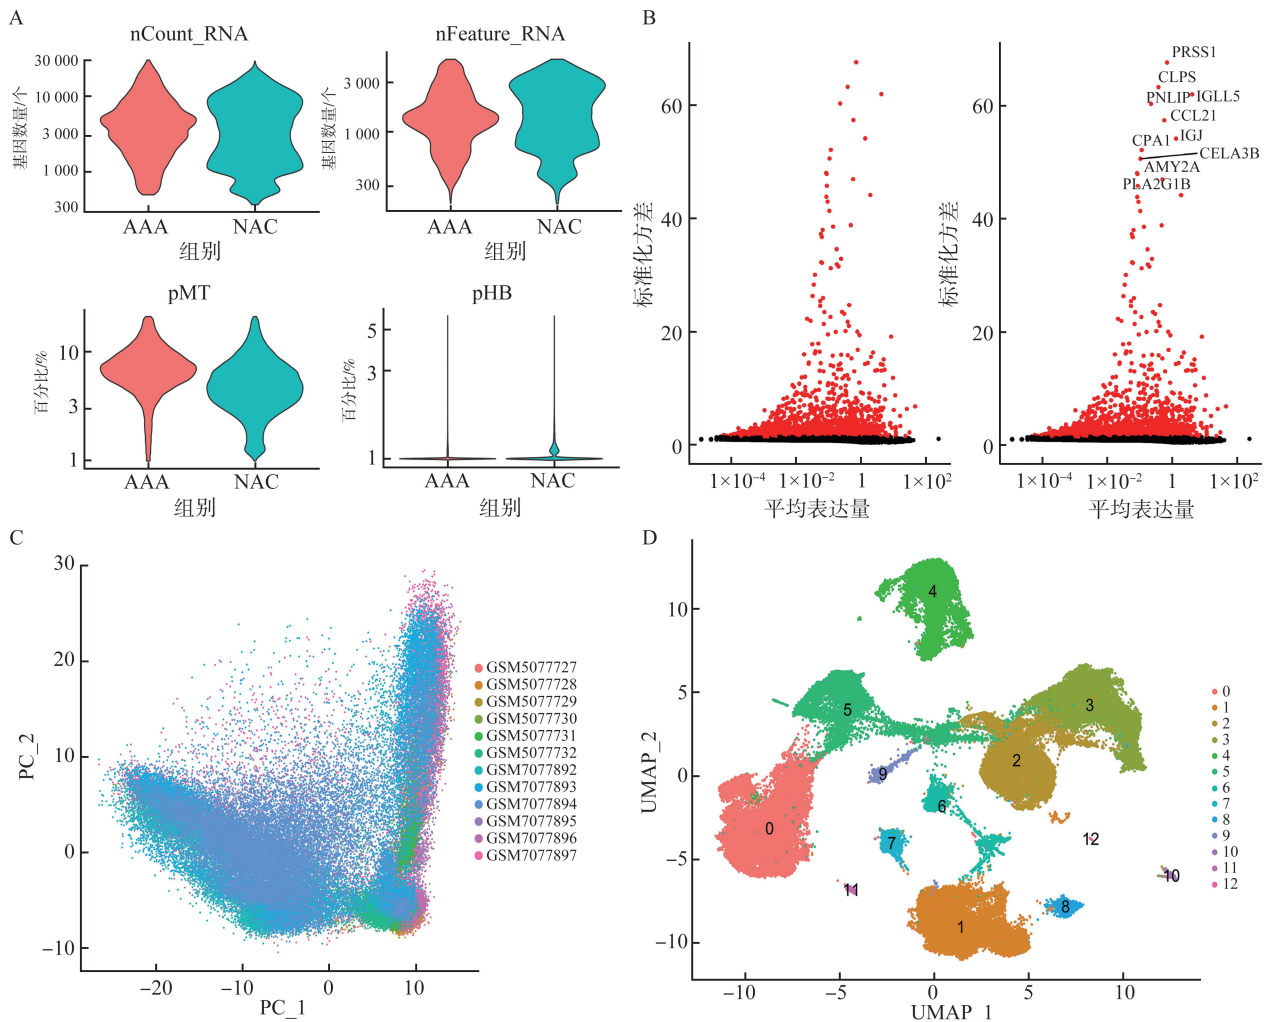 A
nCount_RNA
基因数量/个
30 000
10 000
3 000
1 000
300
AAA
NAC
组别
nFeature_RNA
基因数量/个
3 000
1 000
300
AAA
NAC
组别
pMT
百分比/%
10
3
1
AAA
NAC
组别
pHB
百分比/%
5
3
1
AAA
NAC
组别
B
标准化方差
60
40
20
0
1×10⁻⁴
1×10⁻²
1
1×10²
平均表达量
标准化方差
60
40
20
0
PRSS1
CLPS
PNLIP
IGLL5
CCL21
IGJ
CPA1
CELA3B
AMY2A
PLA2G1B
1×10⁻⁴
1×10⁻²
1
1×10²
平均表达量
C
PC_2
30
20
10
0
−10
−20
−10
0
10
PC_1
GSM5077727
GSM5077728
GSM5077729
GSM5077730
GSM5077731
GSM5077732
GSM7077892
GSM7077893
GSM7077894
GSM7077895
GSM7077896
GSM7077897
D
UMAP_2
10
5
0
−5
−10
4
5
3
2
9
6
0
7
12
11
10
8
1
−10
−5
0
5
10
UMAP_1
0
1
2
3
4
5
6
7
8
9
10
11
12